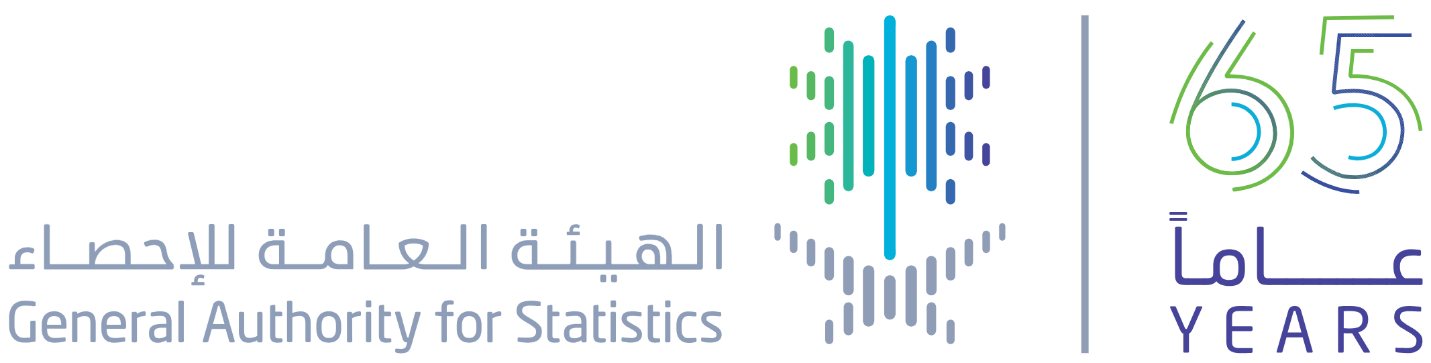 الهيئة العامة للإحصاء
General Authority for Statistics
65
عاماً
YEARS